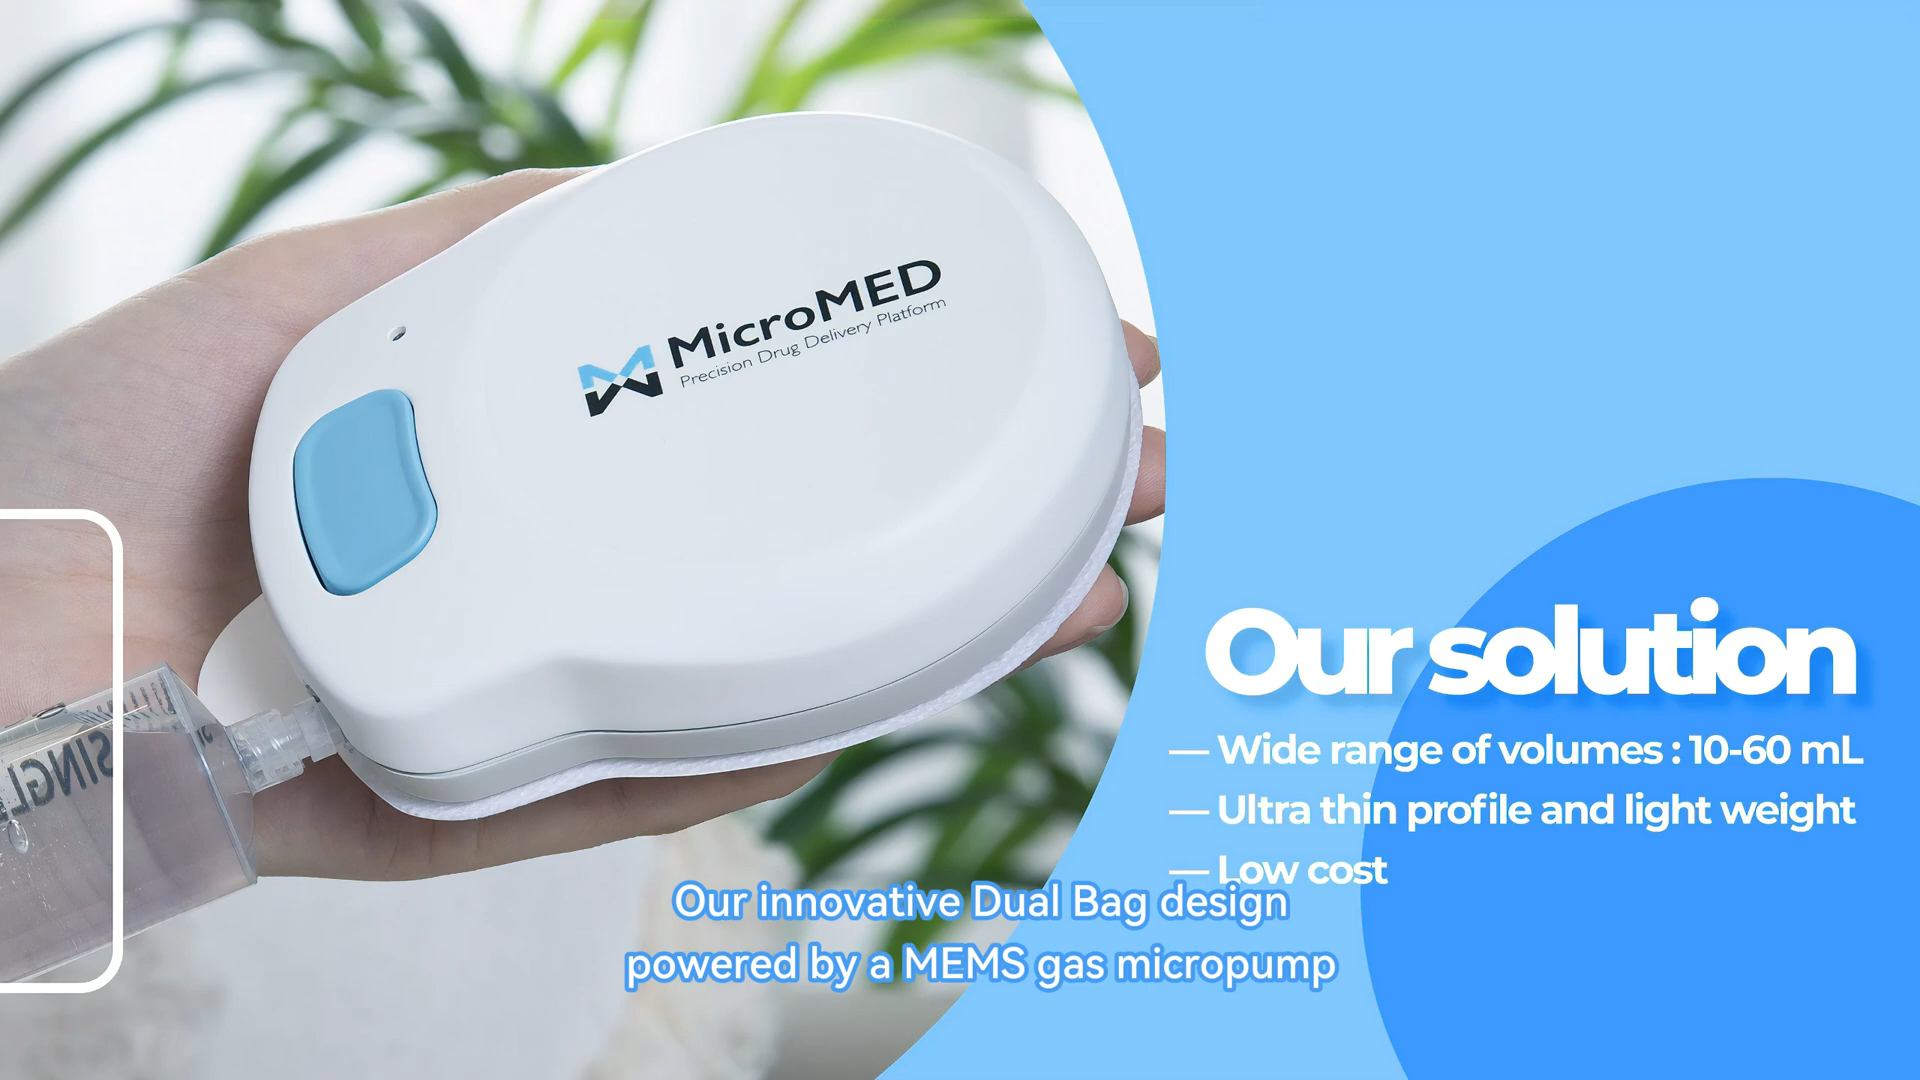 MicroMED
Precision Drug Delivery Platform
SINGL
Our solution
— Wide range of volumes : 10-60 mL
— Ultra thin profile and light weight
— Low cost
Our innovative Dual Bag design
powered by a MEMS gas micropump